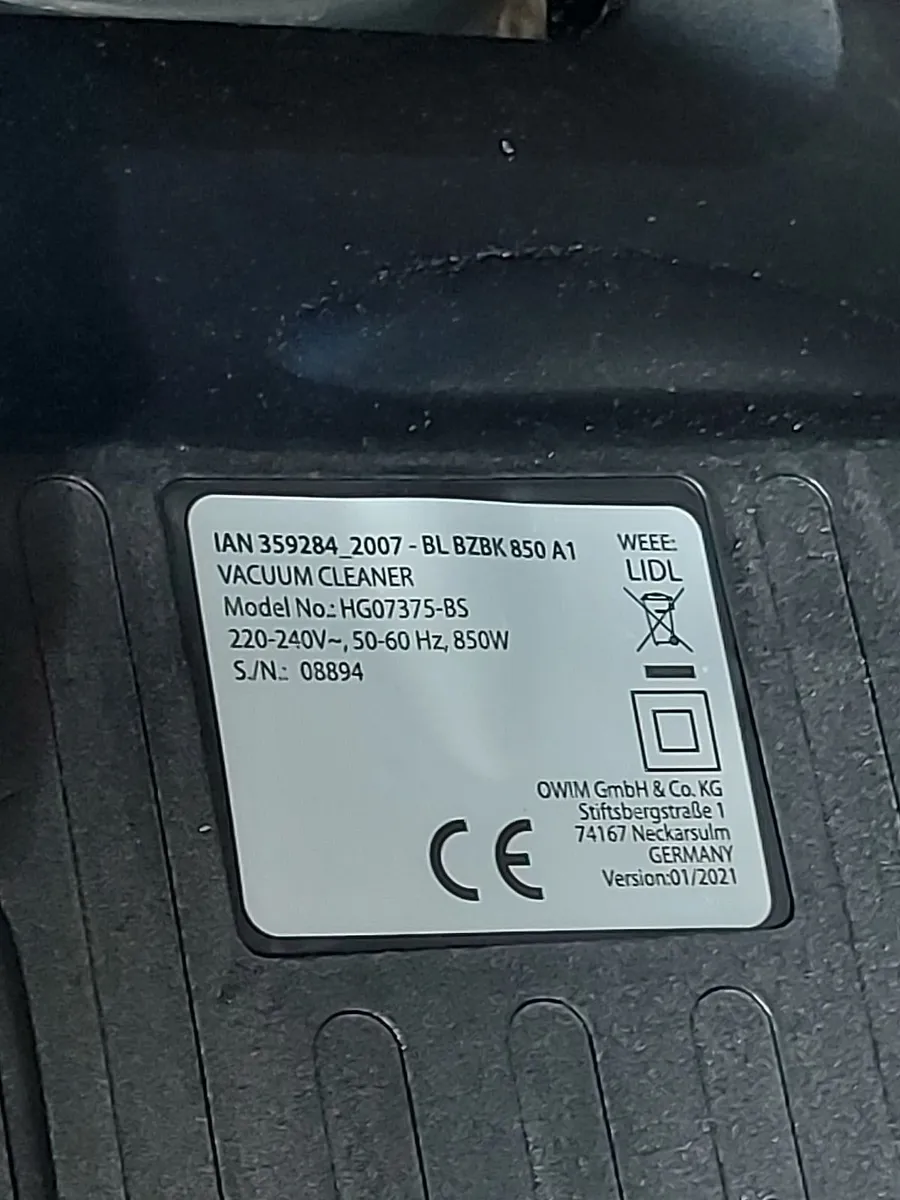 IAN 359284_2007 - BL BZBK 850 A1
VACUUM CLEANER
Model No.: HG07375-BS
220-240V~, 50-60 Hz, 850W
S./N.: 08894
WEEE:
LIDL
OWIM GmbH & Co. KG
Stiftsbergstraße 1
74167 Neckarsulm
GERMANY
Version:01/2021
CE